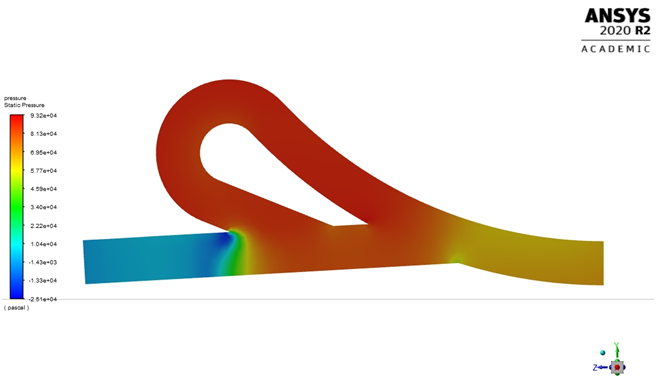 ANSYS
2020 R2
ACADEMIC
pressure
Static Pressure
9.32e+04
8.13e+04
6.95e+04
5.77e+04
4.59e+04
3.40e+04
2.22e+04
1.04e+04
-1.43e+03
-1.33e+04
-2.51e+04
( pascal )
Y
Z